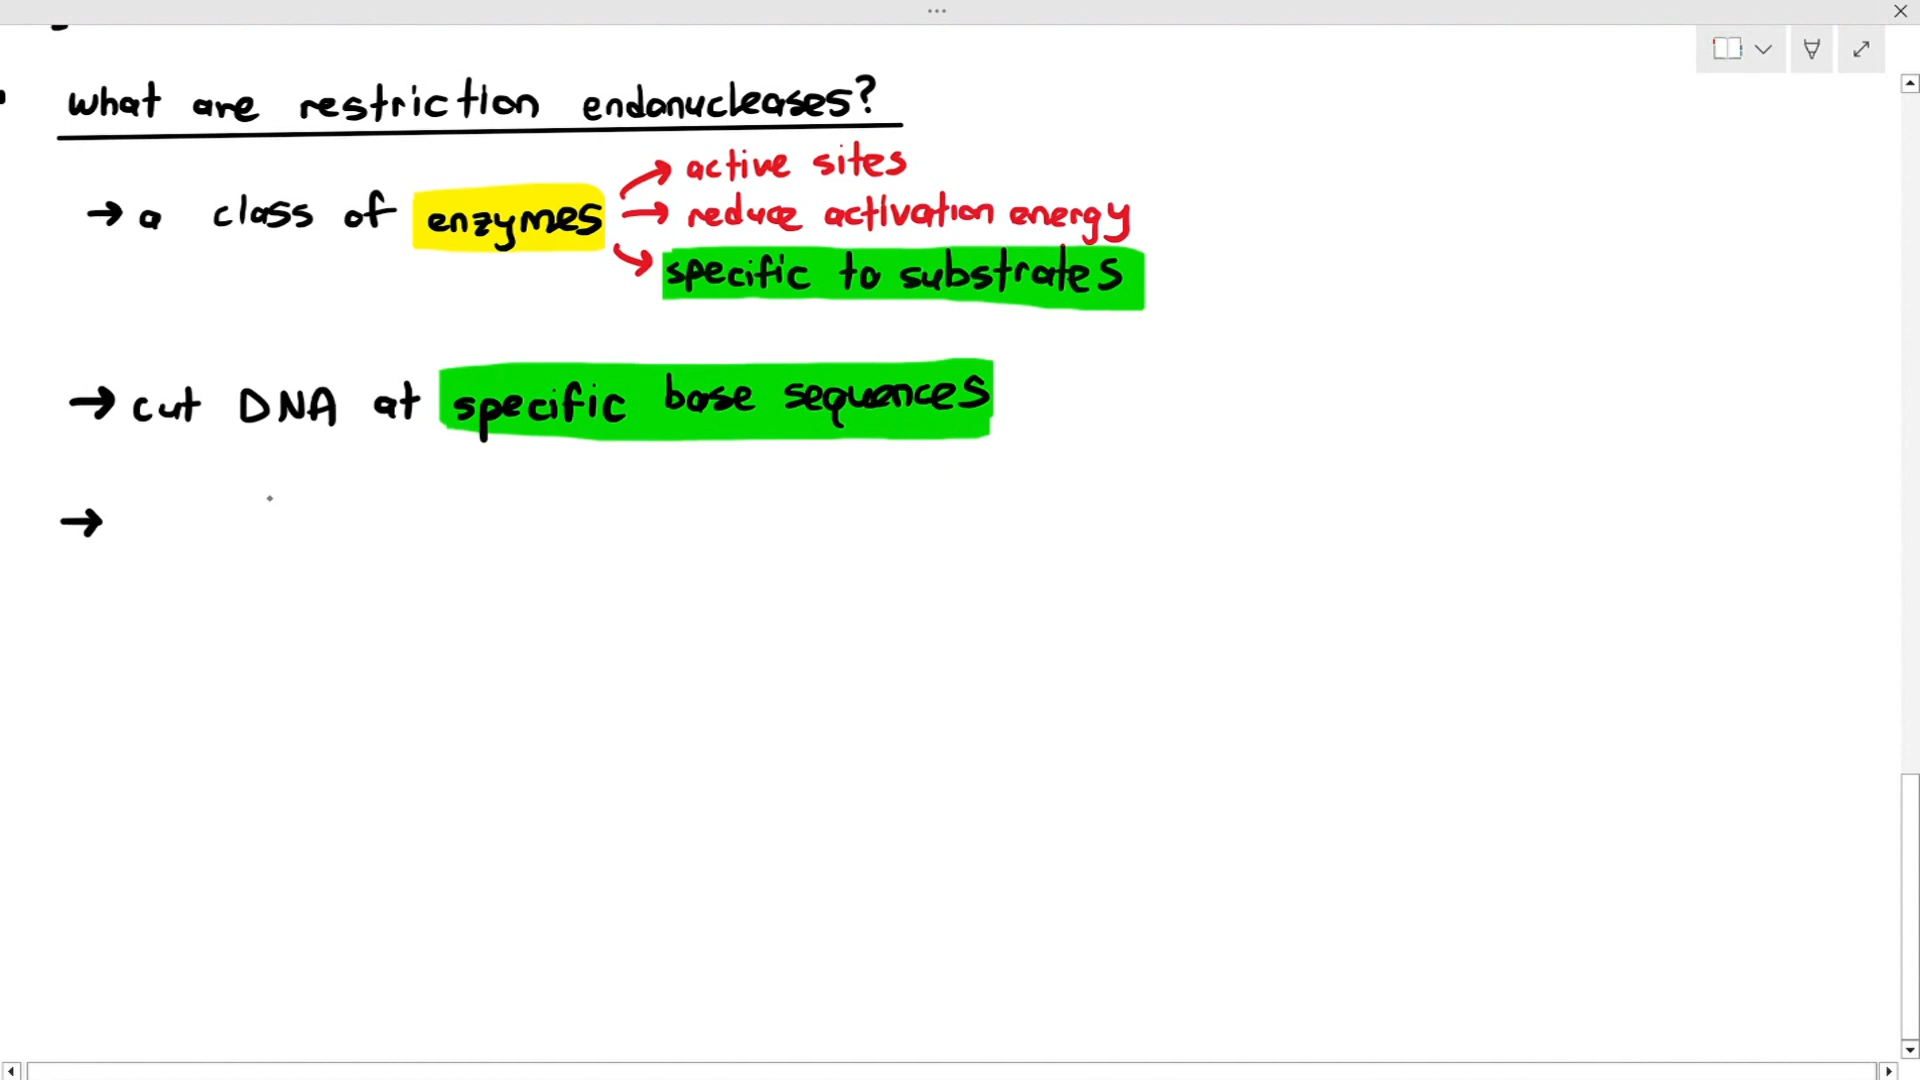 What are restriction endonucleases?
→ active sites
→ a class of enzymes → reduce activation energy
→ specific to substrates
→ cut DNA at specific base sequences
→